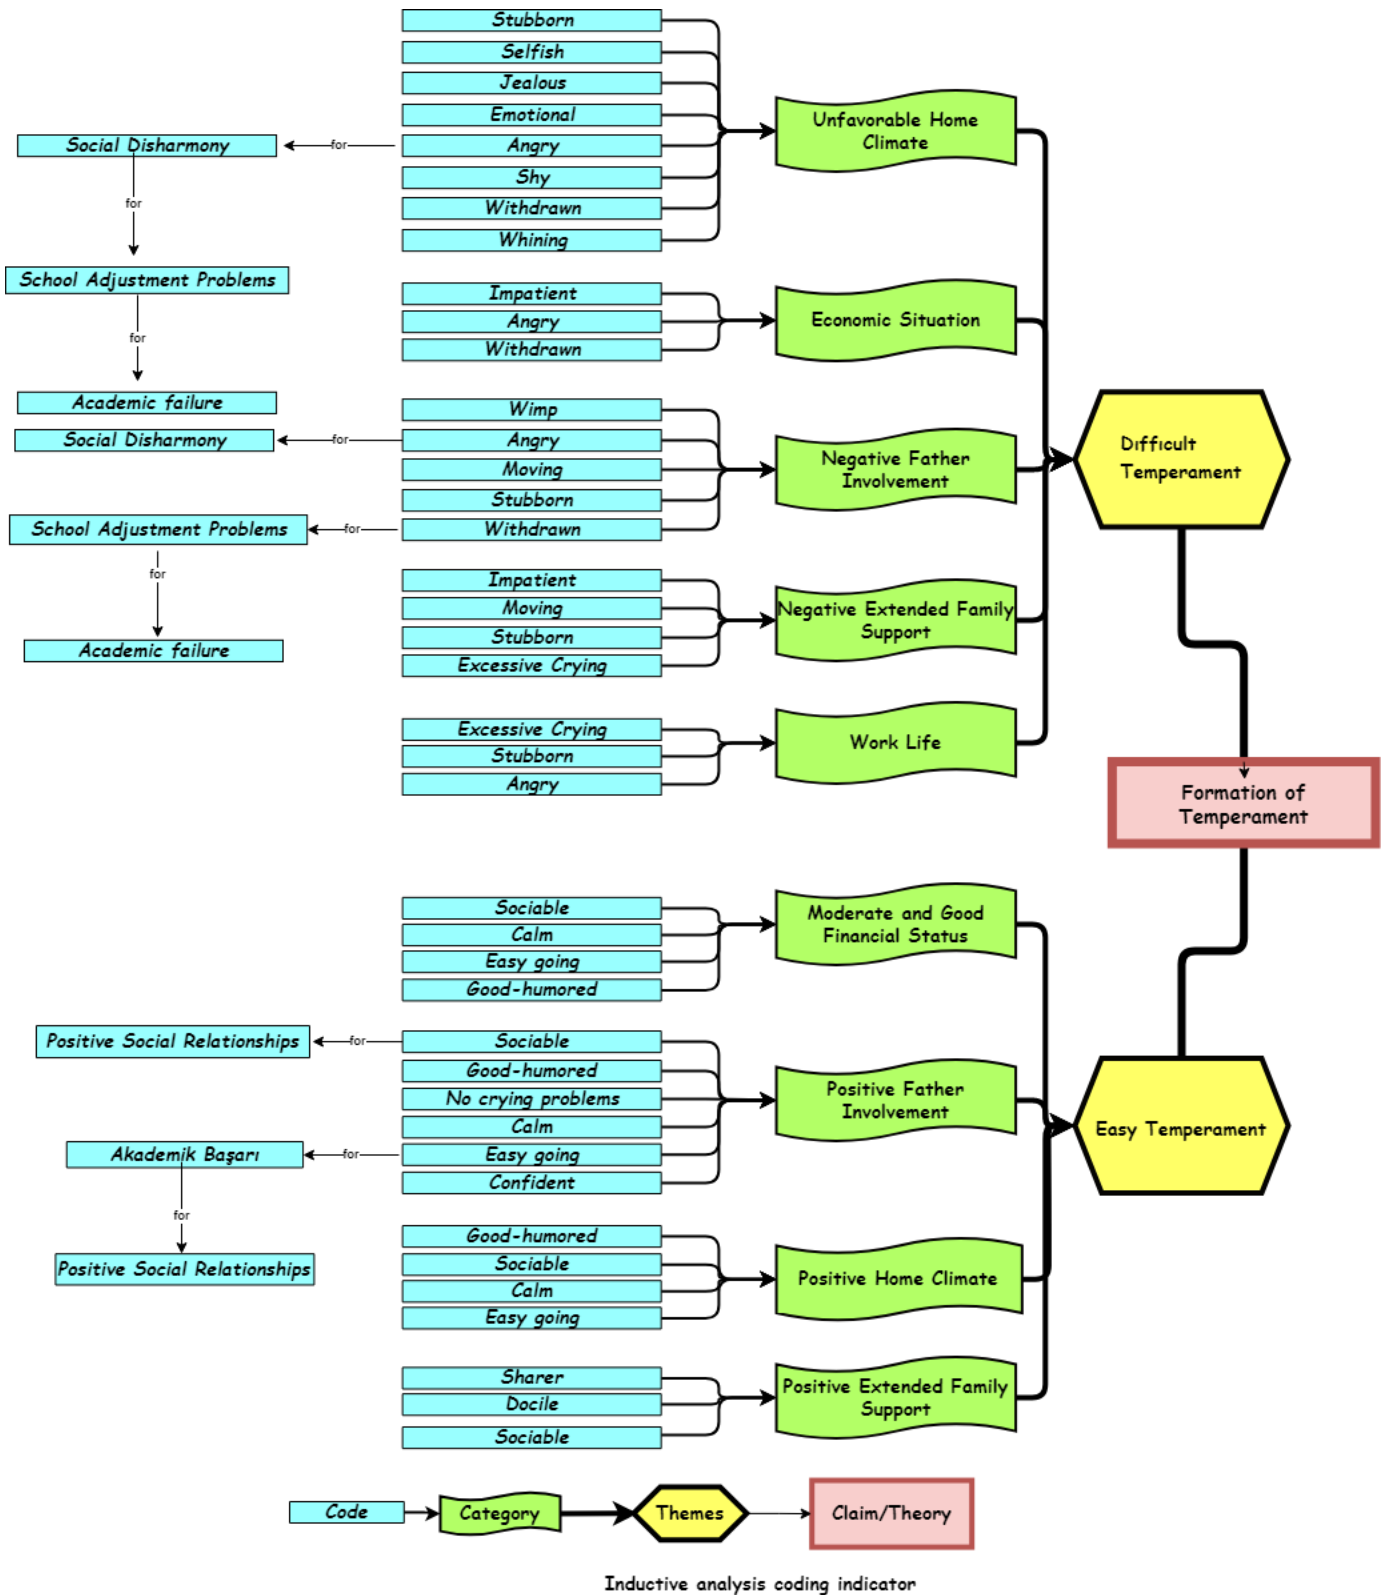 Stubborn
Selfish
Jealous
Emotional
Angry
Shy
Withdrawn
Whining
Unfavorable Home
Climate
for
Social Disharmony
for
School Adjustment Problems
for
Academic failure
Impatient
Angry
Withdrawn
Economic Situation
Wimp
Angry
Moving
Stubborn
Withdrawn
Negative Father
Involvement
for
Social Disharmony
for
School Adjustment Problems
for
Academic failure
Impatient
Moving
Stubborn
Excessive Crying
Negative Extended Family
Support
Excessive Crying
Stubborn
Angry
Work Life
Difficult
Temperament
Formation of
Temperament
Sociable
Calm
Easy going
Good-humored
Moderate and Good
Financial Status
Sociable
Good-humored
No crying problems
Calm
Easy going
Confident
Positive Father
Involvement
for
Positive Social Relationships
for
Akademik Başarı
for
Positive Social Relationships
Easy Temperament
Good-humored
Sociable
Calm
Easy going
Positive Home Climate
Sharer
Docile
Sociable
Positive Extended Family
Support
Code
Category
Themes
Claim/Theory
Inductive analysis coding indicator